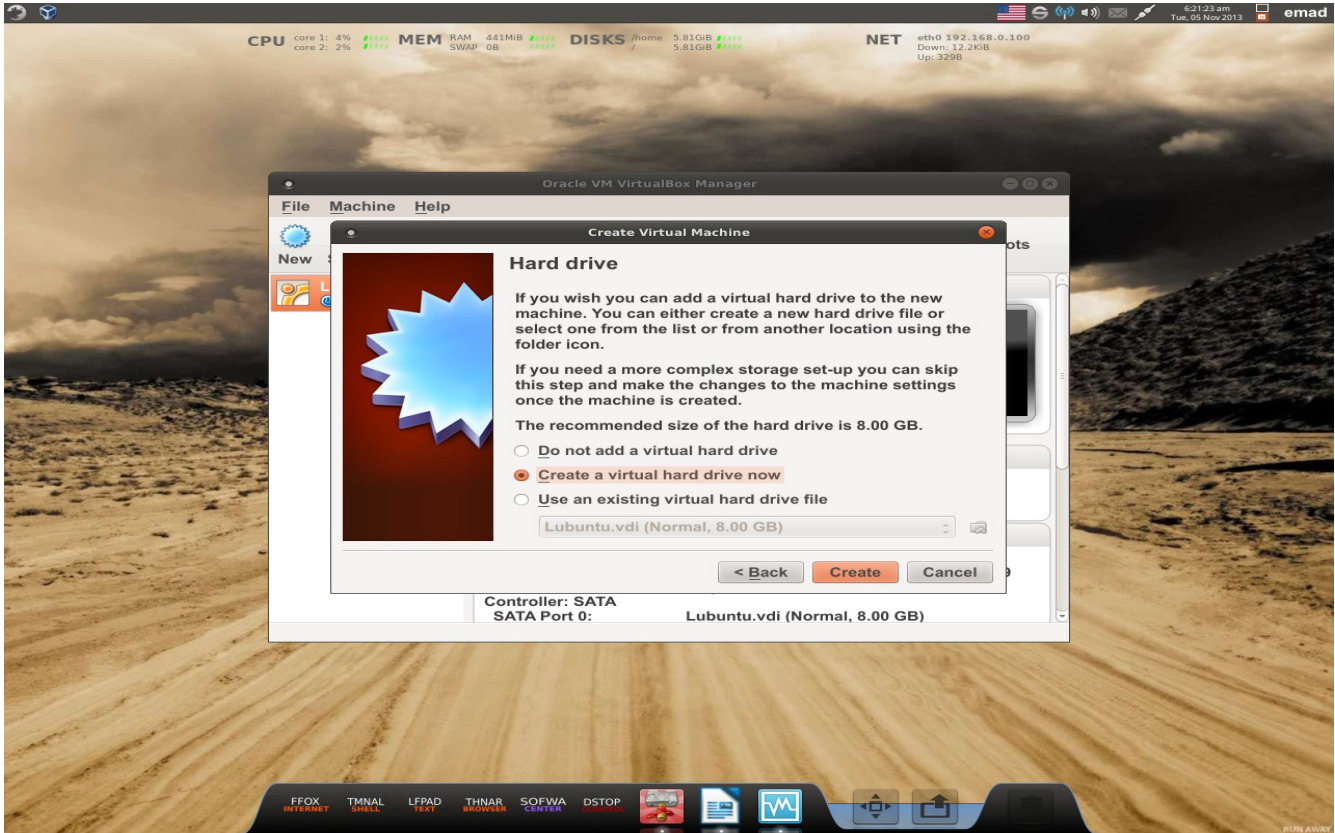 6:21:23 am
Tue, 05 Nov 2013
emad
CPU core 1: 4%
core 2: 2%
MEM RAM 441MiB
SWAP 0B
DISKS /home 5.81GiB
/ 5.81GiB
NET eth0 192.168.0.100
Down: 12.2KiB
Up: 329B
Oracle VM VirtualBox Manager
File Machine Help
New
ots
Create Virtual Machine
Hard drive
If you wish you can add a virtual hard drive to the new
machine. You can either create a new hard drive file or
select one from the list or from another location using the
folder icon.
If you need a more complex storage set-up you can skip
this step and make the changes to the machine settings
once the machine is created.
The recommended size of the hard drive is 8.00 GB.
Do not add a virtual hard drive
Create a virtual hard drive now
Use an existing virtual hard drive file
Lubuntu.vdi (Normal, 8.00 GB)
< Back Create Cancel
Controller: SATA
SATA Port 0: Lubuntu.vdi (Normal, 8.00 GB)
FFOX TMNAL LFPAD THNAR SOFWA DSTOP
INTERNET SHELL TEXT BROWSER CENTER
RUN AWAY